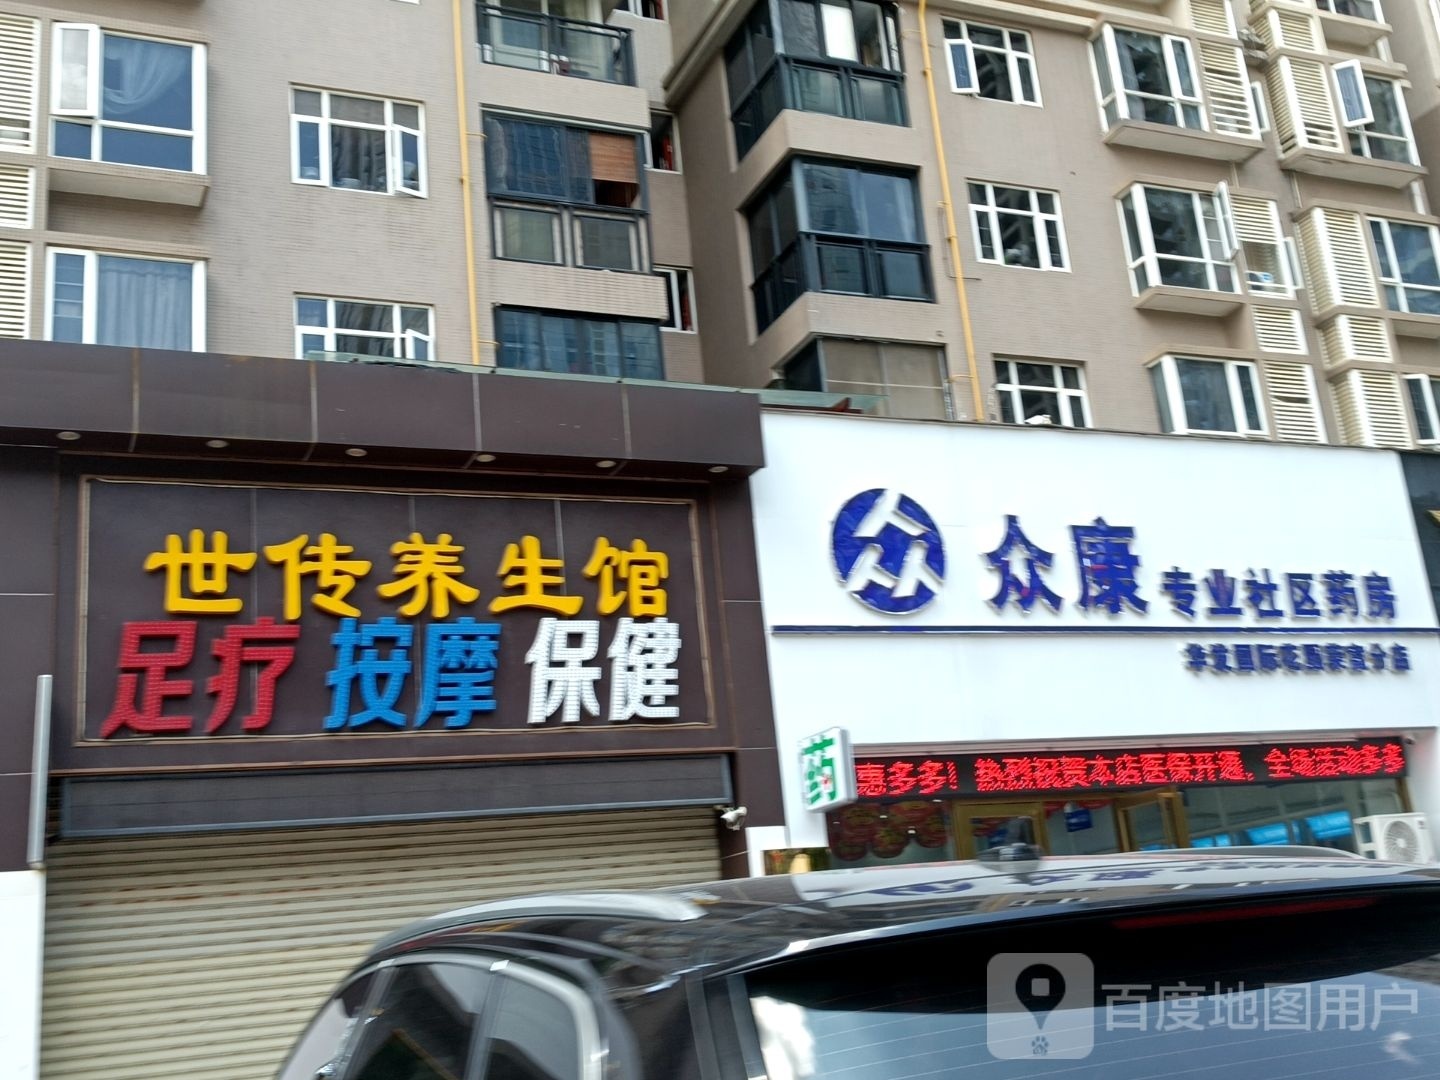 世传养生馆
足疗 按摩 保健
众康 专业社区药房
药
惠多多！热烈祝贺本店医保开通，全场活动多多
百度地图用户